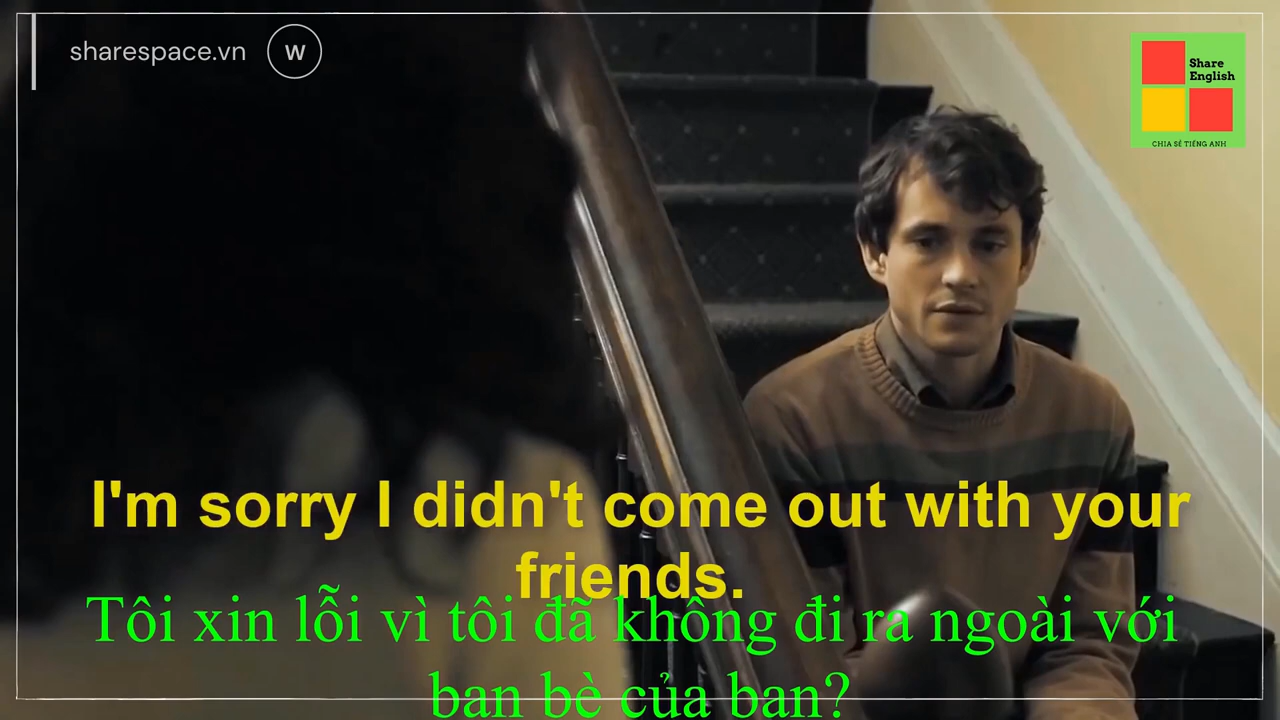 sharespace.vn W
Share
English
CHIA SẺ TIẾNG ANH
I'm sorry I didn't come out with your
friends.
Tôi xin lỗi vì tôi đã không đi ra ngoài với
bạn bè của bạn?